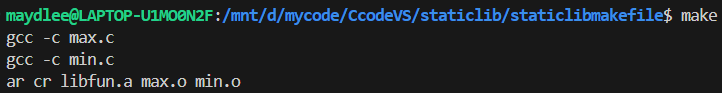 maydlee@LAPTOP-U1MO0N2F:/mnt/d/mycode/CcodeVS/staticlib/staticlibmakefile$ make
gcc -c max.c
gcc -c min.c
ar cr libfun.a max.o min.o